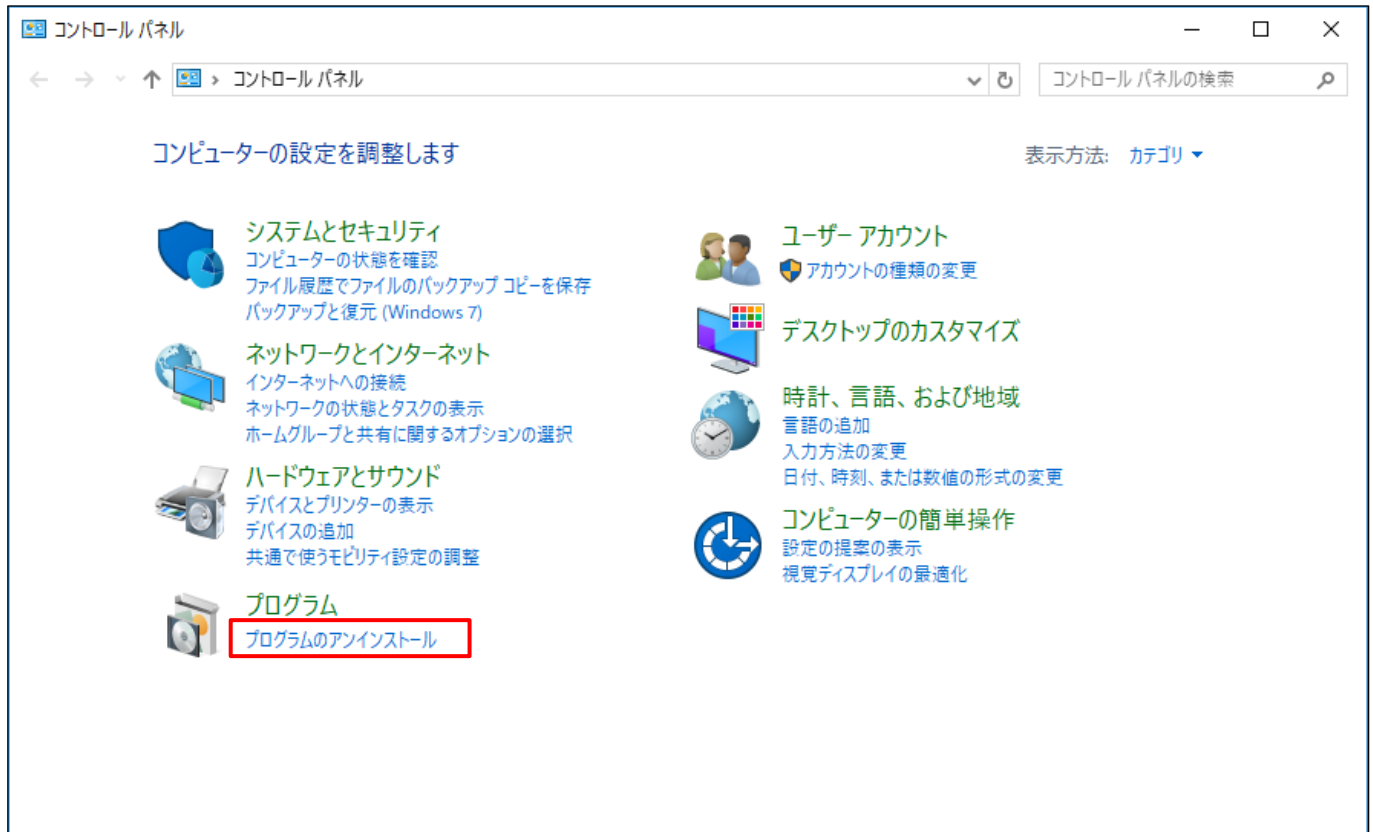 コントロール パネル
コントロール パネル
コントロール パネルの検索
コンピューターの設定を調整します
表示方法: カテゴリ
システムとセキュリティ
コンピューターの状態を確認
ファイル履歴でファイルのバックアップ コピーを保存
バックアップと復元 (Windows 7)
ネットワークとインターネット
インターネットへの接続
ネットワークの状態とタスクの表示
ホームグループと共有に関するオプションの選択
ハードウェアとサウンド
デバイスとプリンターの表示
デバイスの追加
共通で使うモビリティ設定の調整
プログラム
プログラムのアンインストール
ユーザー アカウント
アカウントの種類の変更
デスクトップのカスタマイズ
時計、言語、および地域
言語の追加
入力方法の変更
日付、時刻、または数値の形式の変更
コンピューターの簡単操作
設定の提案の表示
視覚ディスプレイの最適化